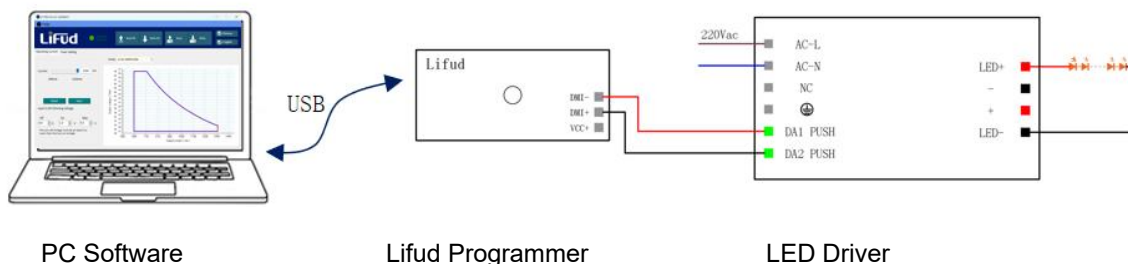 LiFUD
USB
Lifud
DMI-
DMI+
VCC+
220Vac
AC-L
AC-N
NC
DA1 PUSH
DA2 PUSH
LED+
-
+
LED-
PC Software
Lifud Programmer
LED Driver